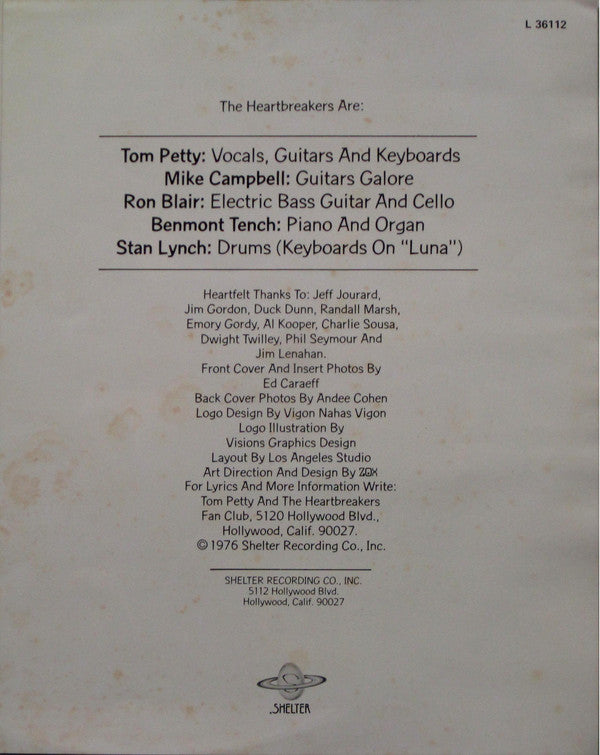 L 36112
The Heartbreakers Are:
Tom Petty: Vocals, Guitars And Keyboards
Mike Campbell: Guitars Galore
Ron Blair: Electric Bass Guitar And Cello
Benmont Tench: Piano And Organ
Stan Lynch: Drums (Keyboards On "Luna")
Heartfelt Thanks To: Jeff Jourard,
Jim Gordon, Duck Dunn, Randall Marsh,
Emory Gordy, Al Kooper, Charlie Sousa,
Dwight Twilley, Phil Seymour And
Jim Lenahan.
Front Cover And Insert Photos By
Ed Caraeff
Back Cover Photos By Andee Cohen
Logo Design By Vigon Nahas Vigon
Logo Illustration By
Visions Graphics Design
Layout By Los Angeles Studio
Art Direction And Design By
For Lyrics And More Information Write:
Tom Petty And The Heartbreakers
Fan Club, 5120 Hollywood Blvd.,
Hollywood, Calif. 90027.
© 1976 Shelter Recording Co., Inc.
SHELTER RECORDING CO., INC.
5112 Hollywood Blvd.
Hollywood, Calif. 90027
.SHELTER